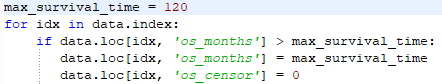 max_survival_time = 120
for idx in data.index:
    if data.loc[idx, 'os_months'] > max_survival_time:
        data.loc[idx, 'os_months'] = max_survival_time
        data.loc[idx, 'os_censor'] = 0